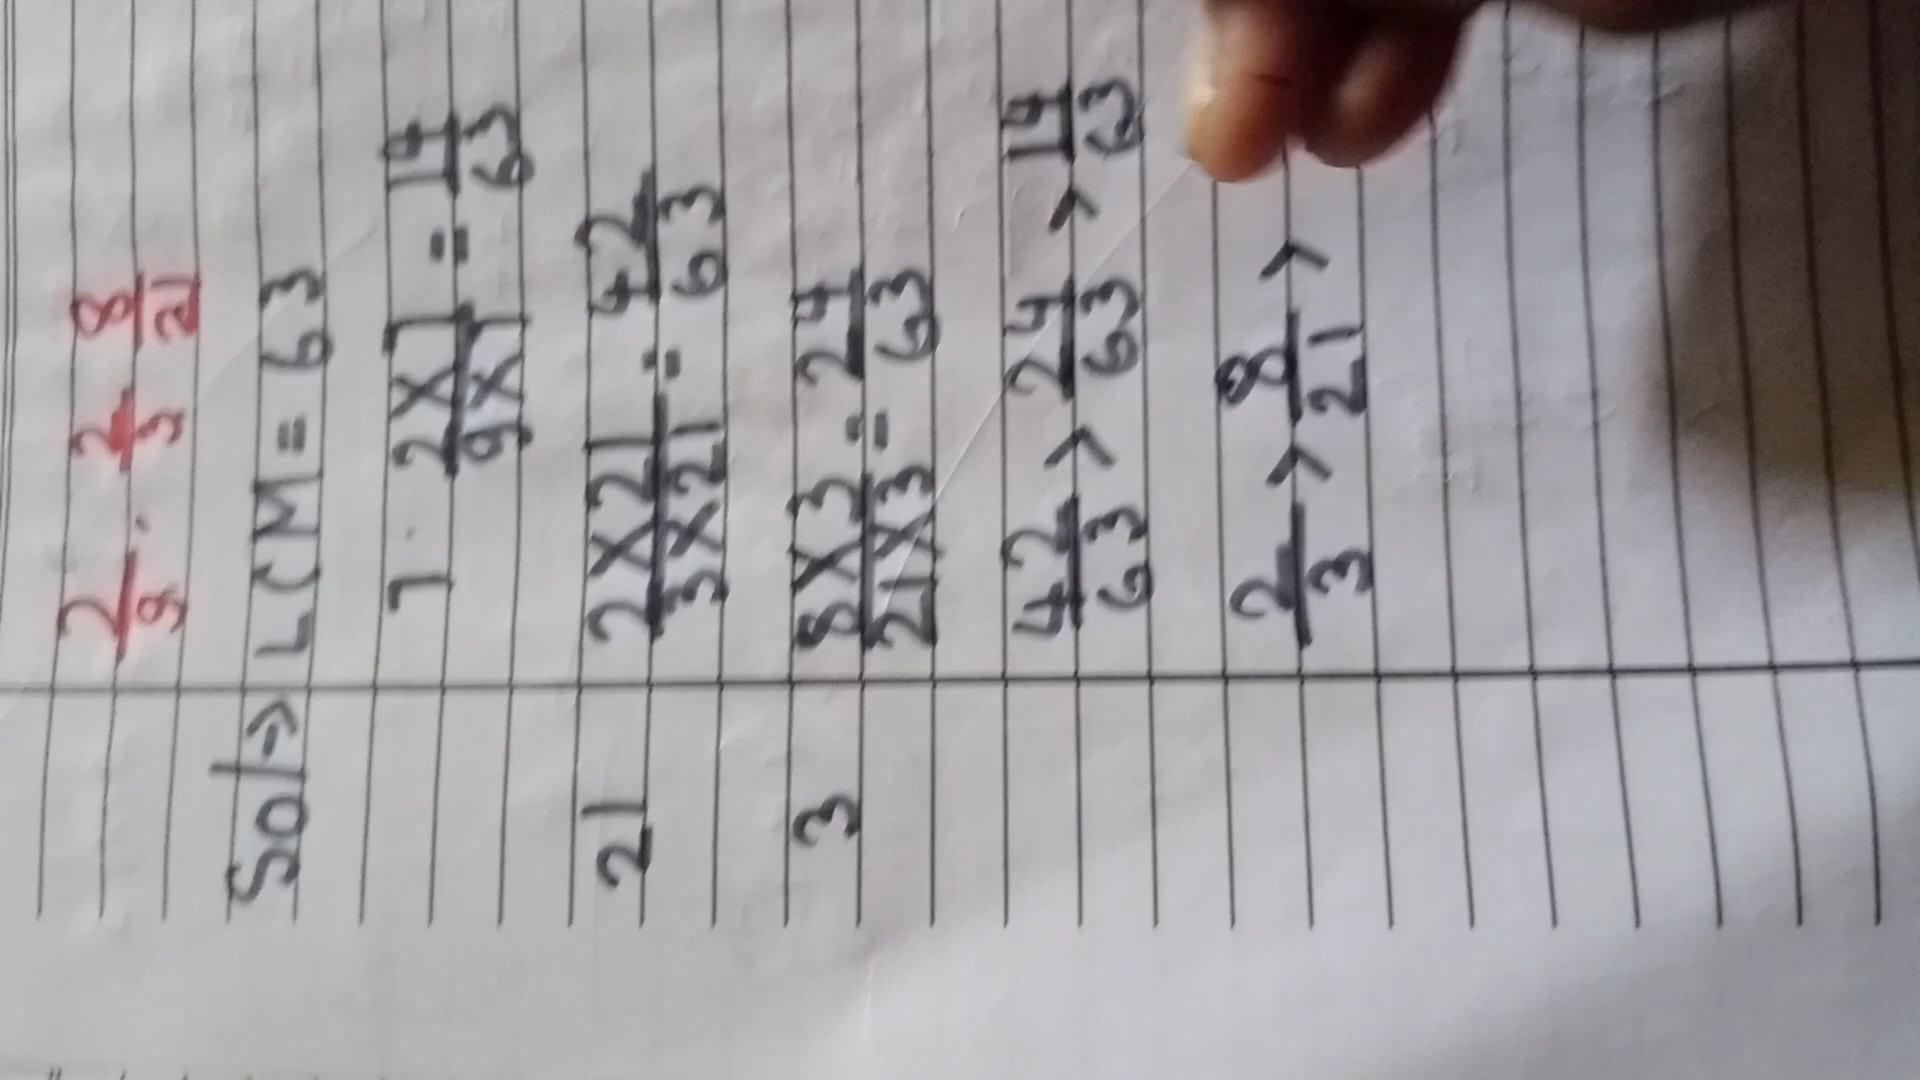 2/9, 2/3, 8/21
Sol → LCM = 63
7 2×7/9×7 = 14/63
21 2×21/3×21 = 42/63
3 8×3/21×3 = 24/63
42/63 > 24/63 > 14/63
2/3 > 8/21 >